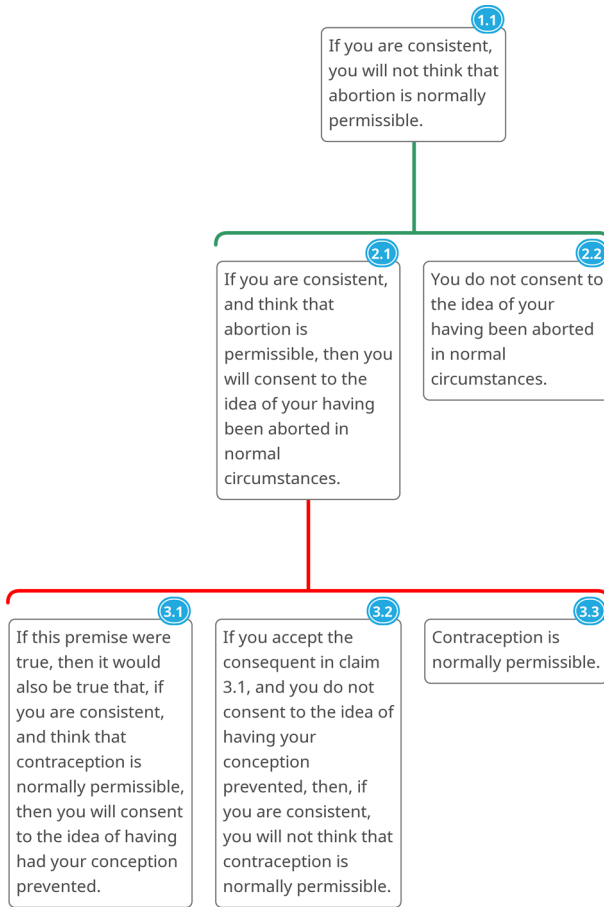 1.1
If you are consistent,
you will not think that
abortion is normally
permissible.
2.1
If you are consistent,
and think that
abortion is
permissible, then you
will consent to the
idea of your having
been aborted in
normal
circumstances.
2.2
You do not consent to
the idea of your
having been aborted
in normal
circumstances.
3.1
If this premise were
true, then it would
also be true that, if
you are consistent,
and think that
contraception is
normally permissible,
then you will consent
to the idea of having
had your conception
prevented.
3.2
If you accept the
consequent in claim
3.1, and you do not
consent to the idea of
having your
conception
prevented, then, if
you are consistent,
you will not think that
contraception is
normally permissible.
3.3
Contraception is
normally permissible.